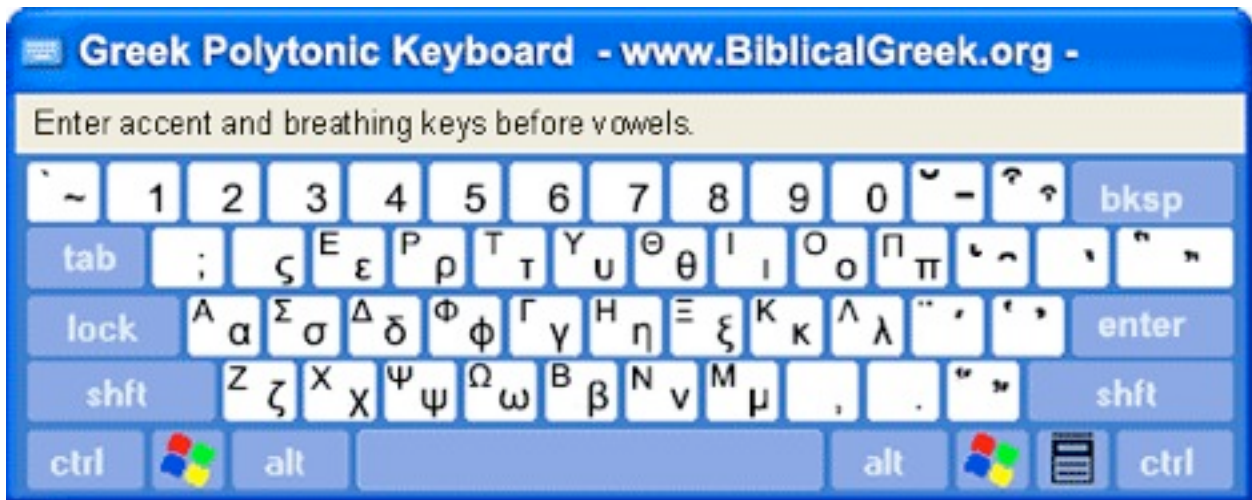 Greek Polytonic Keyboard - www.BiblicalGreek.org -
Enter accent and breathing keys before vowels.
` ~ 1 2 3 4 5 6 7 8 9 0 ˘ – bksp
tab ; ς Ε ε Ρ ρ Τ τ Υ υ Θ θ Ι ι Ο ο Π π
lock Α α Σ σ Δ δ Φ φ Γ γ Η η Ξ ξ Κ κ Λ λ enter
shft Ζ ζ Χ χ Ψ ψ Ω ω Β β Ν ν Μ μ , . shft
ctrl alt alt ctrl